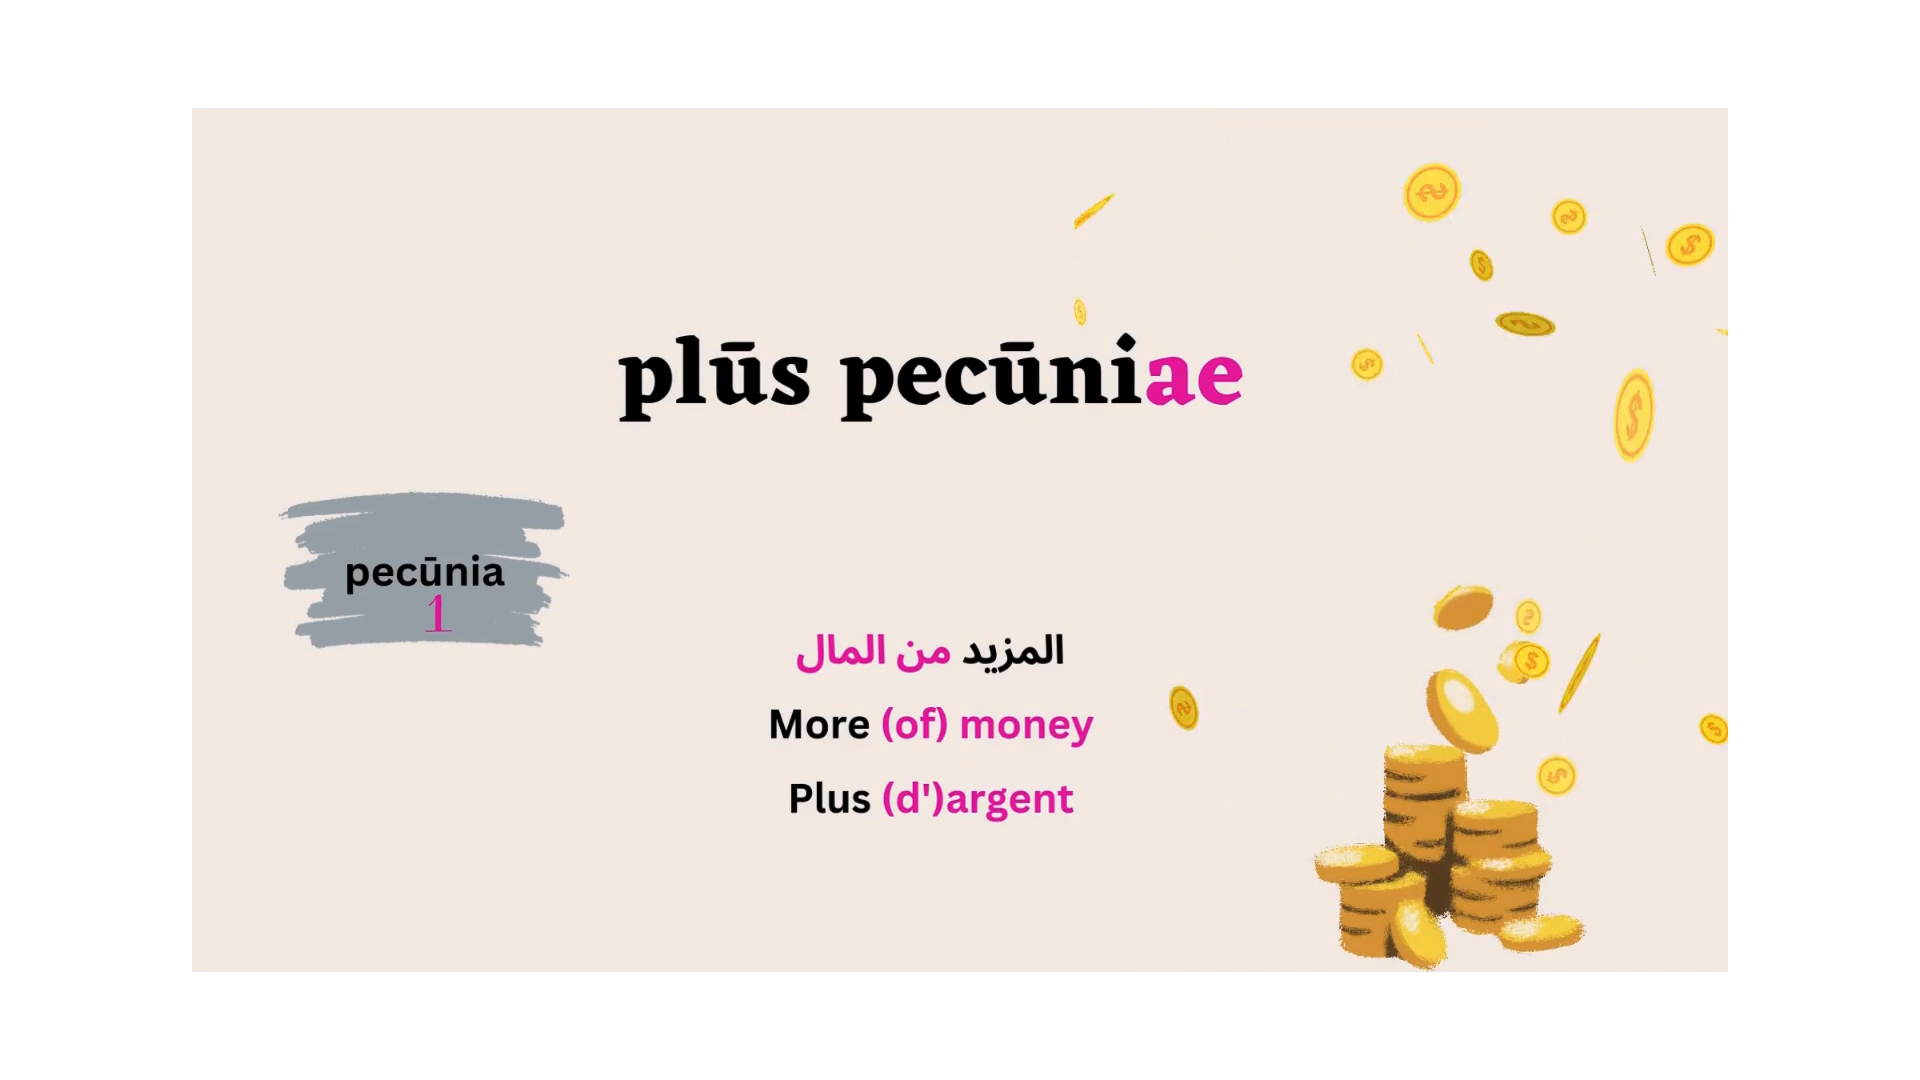 plūs pecūniae
pecūnia
1
المزيد من المال
More (of) money
Plus (d')argent